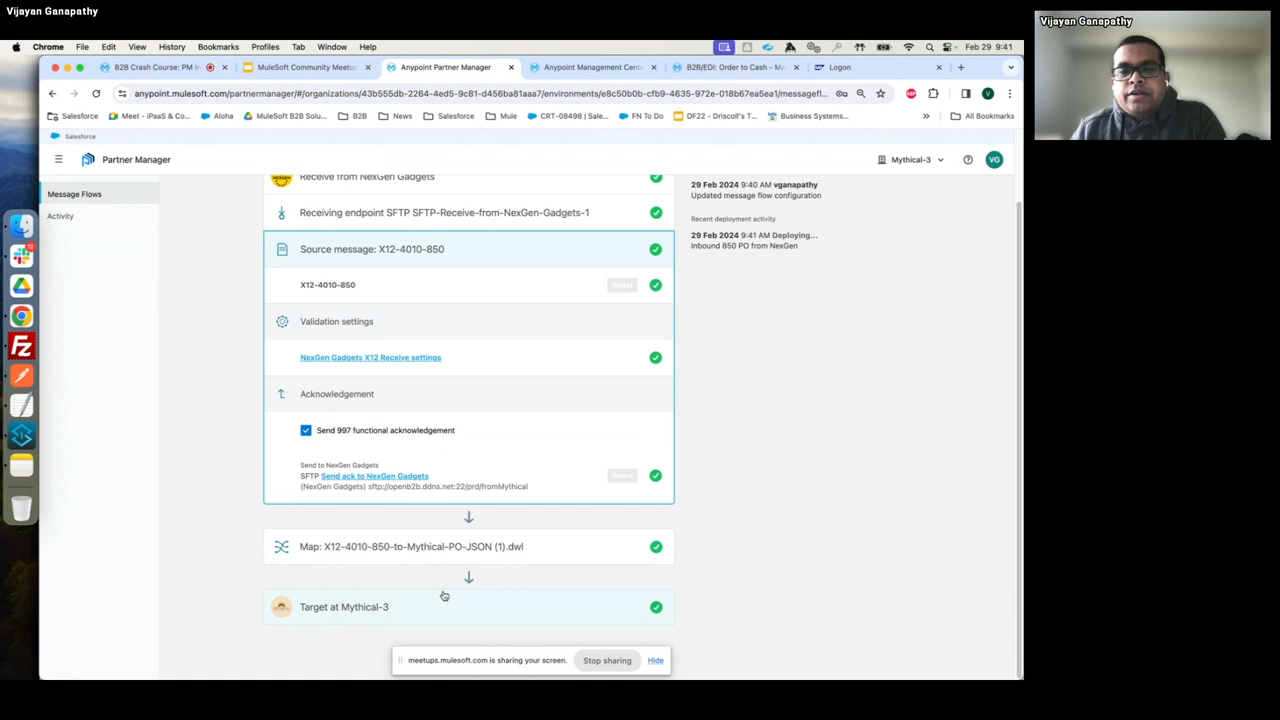 Vijayan Ganapathy
Vijayan Ganapathy
Chrome File Edit View History Bookmarks Profiles Tab Window Help
Feb 29 9:41
B2B Crash Course: PM In
MuleSoft Community Meetup
Anypoint Partner Manager
Anypoint Management Cente
B2B/EDI: Order to Cash - Mo
Logon
anypoint.mulesoft.com/partnermanager/#/organizations/43b555db-2264-4ed5-9c81-d456ba81aaa7/environments/e8c50b0b-cfb9-4635-972e-018b67ea5ea1/messagefl...
Salesforce
Meet - iPaaS & Co...
Aloha
MuleSoft B2B Solu...
B2B
News
Salesforce
Mule
CRT-08498 | Sale...
FN To Do
DF22 - Driscoll's T...
Business Systems...
All Bookmarks
Salesforce
Partner Manager
Mythical-3
VG
Message Flows
Activity
Receive from NexGen Gadgets
Receiving endpoint SFTP SFTP-Receive-from-NexGen-Gadgets-1
Source message: X12-4010-850
X12-4010-850
Select
Validation settings
NexGen Gadgets X12 Receive settings
Acknowledgement
Send 997 functional acknowledgement
Send to NexGen Gadgets
SFTP Send ack to NexGen Gadgets
(NexGen Gadgets) sftp://openb2b.ddns.net:22/prd/fromMythical
Select
Map: X12-4010-850-to-Mythical-PO-JSON (1).dwl
Target at Mythical-3
29 Feb 2024 9:40 AM vganapathy
Updated message flow configuration
Recent deployment activity
29 Feb 2024 9:41 AM Deploying...
Inbound 850 PO from NexGen
meetups.mulesoft.com is sharing your screen.
Stop sharing
Hide